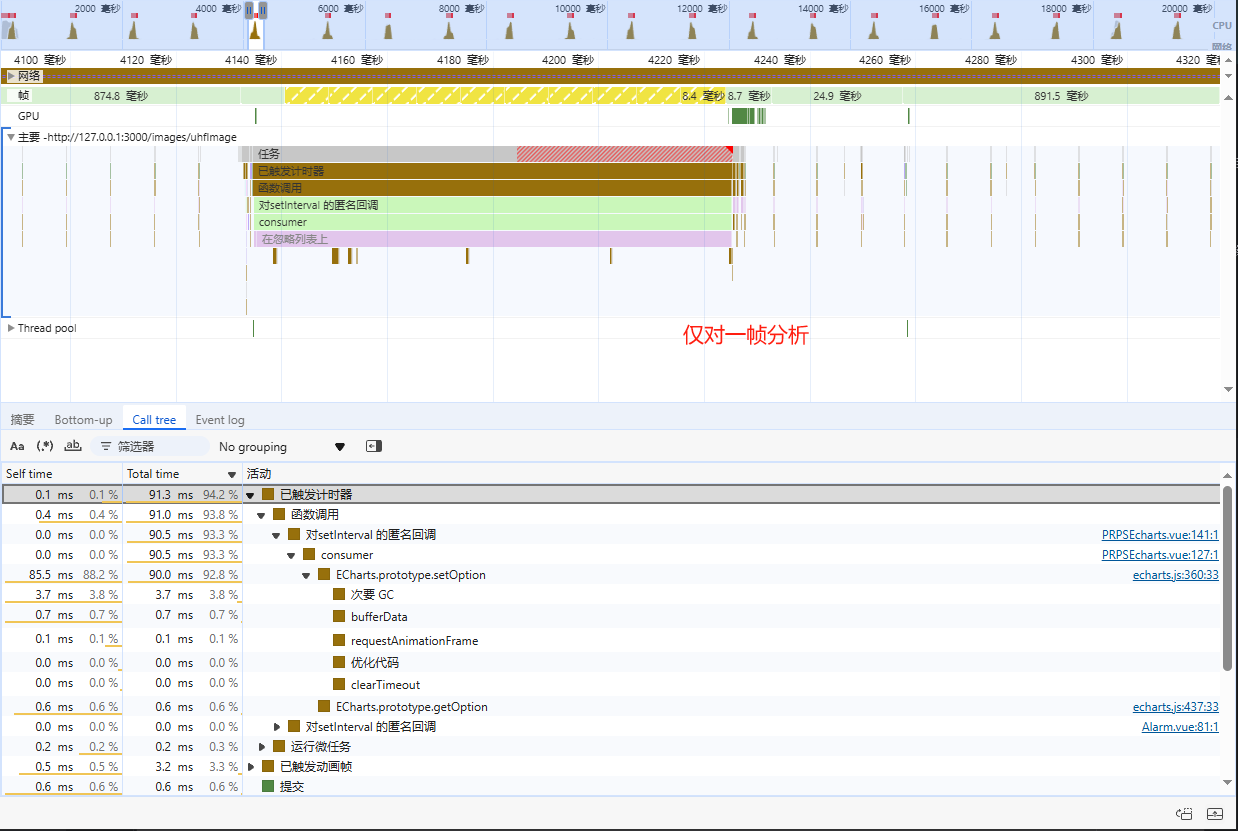 2000 毫秒 4000 毫秒 6000 毫秒 8000 毫秒 10000 毫秒 12000 毫秒 14000 毫秒 16000 毫秒 18000 毫秒 20000 毫秒
CPU
网络
4100 毫秒 4120 毫秒 4140 毫秒 4160 毫秒 4180 毫秒 4200 毫秒 4220 毫秒 4240 毫秒 4260 毫秒 4280 毫秒 4300 毫秒 4320
网络
帧 874.8 毫秒 8.4 毫秒 8.7 毫秒 24.9 毫秒 891.5 毫秒
GPU
主要 -http://127.0.0.1:3000/images/uhfImage
任务
已触发计时器
函数调用
对setInterval 的匿名回调
consumer
在忽略列表上
Thread pool
仅对一帧分析
摘要 Bottom-up Call tree Event log
Aa (.*) ab. 筛选器 No grouping
Self time Total time 活动
0.1 ms 0.1 % 91.3 ms 94.2 % 已触发计时器
0.4 ms 0.4 % 91.0 ms 93.8 % 函数调用
0.0 ms 0.0 % 90.5 ms 93.3 % 对setInterval 的匿名回调 PRPSEcharts.vue:141:1
0.0 ms 0.0 % 90.5 ms 93.3 % consumer PRPSEcharts.vue:127:1
85.5 ms 88.2 % 90.0 ms 92.8 % ECharts.prototype.setOption echarts.js:360:33
3.7 ms 3.8 % 3.7 ms 3.8 % 次要 GC
0.7 ms 0.7 % 0.7 ms 0.7 % bufferData
0.1 ms 0.1 % 0.1 ms 0.1 % requestAnimationFrame
0.0 ms 0.0 % 0.0 ms 0.0 % 优化代码
0.0 ms 0.0 % 0.0 ms 0.0 % clearTimeout
0.6 ms 0.6 % 0.6 ms 0.6 % ECharts.prototype.getOption echarts.js:437:33
0.0 ms 0.0 % 0.0 ms 0.0 % 对setInterval 的匿名回调 Alarm.vue:81:1
0.2 ms 0.2 % 0.2 ms 0.3 % 运行微任务
0.5 ms 0.5 % 3.2 ms 3.3 % 已触发动画帧
0.6 ms 0.6 % 0.6 ms 0.6 % 提交